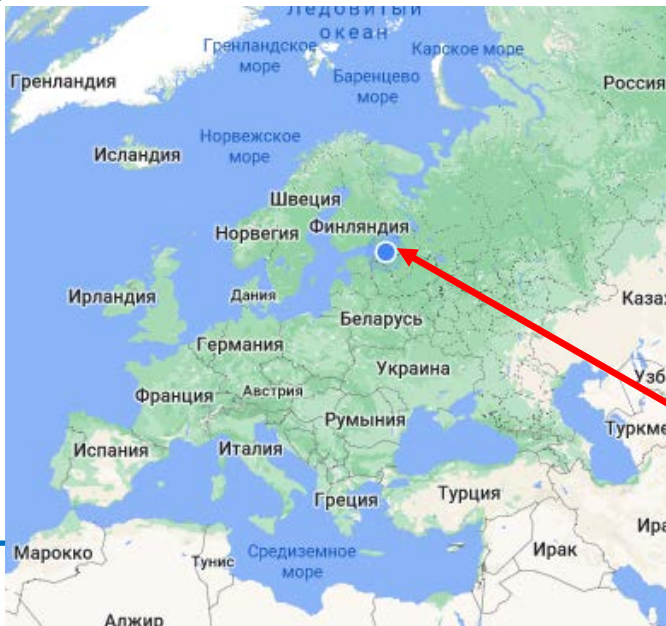 Ледовитый
океан
Гренландское
море
Карское море
Баренцево
море
Гренландия
Россия
Норвежское
море
Исландия
Швеция
Финляндия
Норвегия
Ирландия
Дания
Беларусь
Германия
Украина
Каза
Узб
Франция
Австрия
Румыния
Туркме
Испания
Италия
Греция
Турция
Ира
Ирак
Марокко
Тунис
Средиземное
море
Алжир